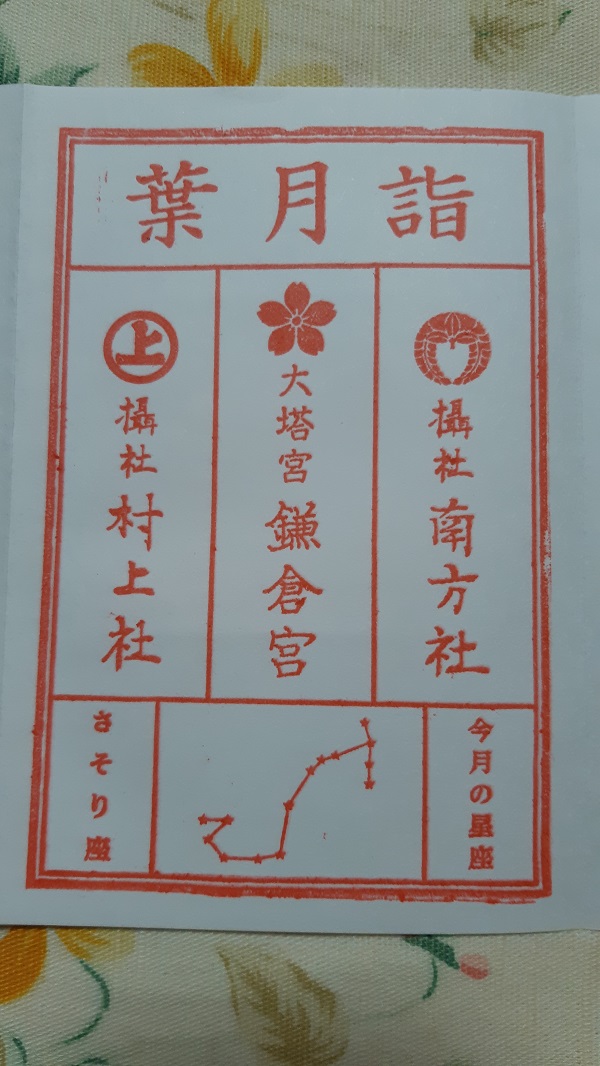 葉月詣
攝社 南方社
大塔宮 鎌倉宮
上
攝社 村上社
今月の星座
さそり座